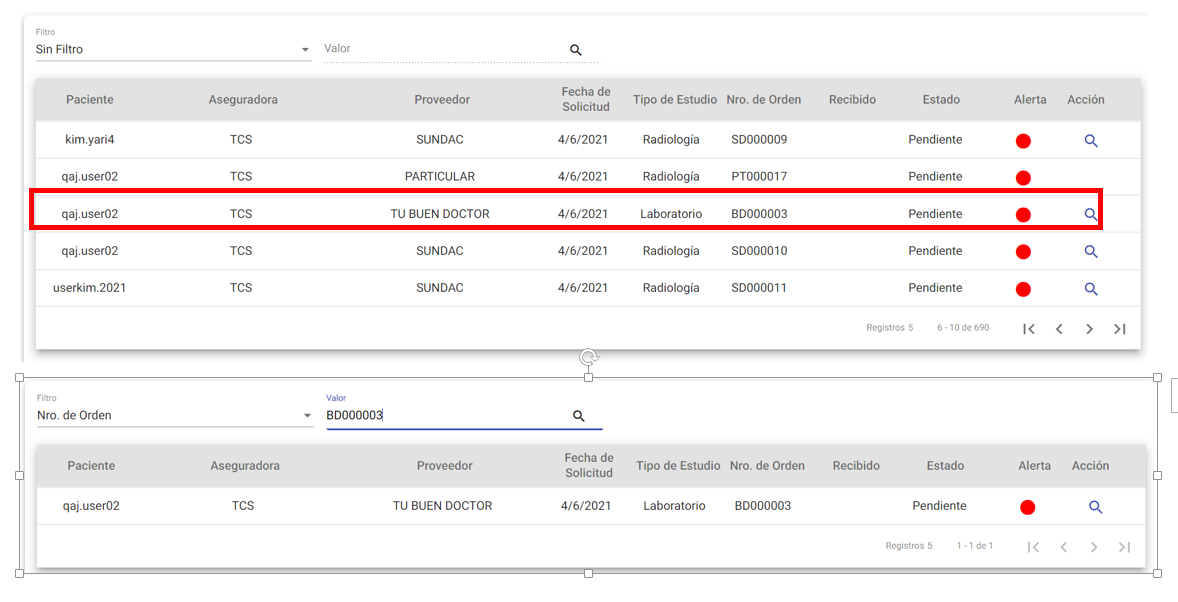 Filtro
Sin Filtro Valor
Paciente Aseguradora Proveedor Fecha de Solicitud Tipo de Estudio Nro. de Orden Recibido Estado Alerta Acción
kim.yari4 TCS SUNDAC 4/6/2021 Radiología SD000009 Pendiente
qaj.user02 TCS PARTICULAR 4/6/2021 Radiología PT000017 Pendiente
qaj.user02 TCS TU BUEN DOCTOR 4/6/2021 Laboratorio BD000003 Pendiente
qaj.user02 TCS SUNDAC 4/6/2021 Radiología SD000010 Pendiente
userkim.2021 TCS SUNDAC 4/6/2021 Radiología SD000011 Pendiente
Registros 5 6 - 10 de 690
Filtro Valor
Nro. de Orden BD000003
Paciente Aseguradora Proveedor Fecha de Solicitud Tipo de Estudio Nro. de Orden Recibido Estado Alerta Acción
qaj.user02 TCS TU BUEN DOCTOR 4/6/2021 Laboratorio BD000003 Pendiente
Registros 5 1 - 1 de 1